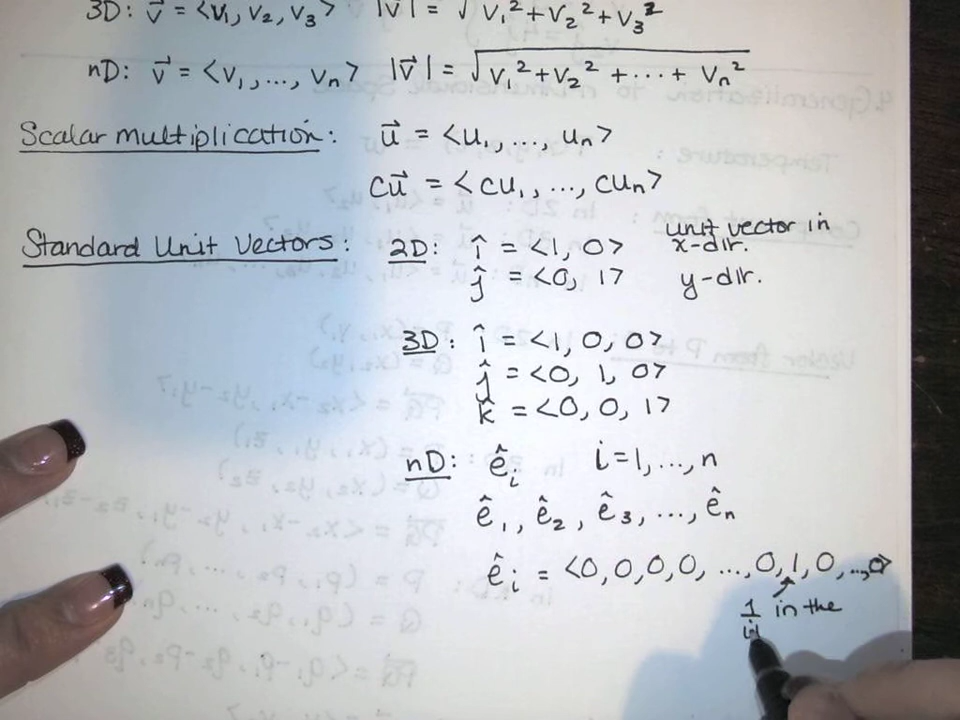 3D: v⃗ = <v₁, v₂, v₃> |v⃗| = √(v₁²+v₂²+v₃²)
nD: v⃗ = <v₁, ..., vₙ> |v⃗| = √(v₁²+v₂²+···+vₙ²)
Scalar multiplication: u⃗ = <u₁, ..., uₙ>
cu⃗ = <cu₁, ..., cuₙ>
Standard Unit Vectors: 2D: î = <1, 0> unit vector in x-dir.
ĵ = <0, 1> y-dir.
3D: î = <1, 0, 0>
ĵ = <0, 1, 0>
k̂ = <0, 0, 1>
nD: êᵢ i=1, ..., n
ê₁, ê₂, ê₃, ..., êₙ
êᵢ = <0,0,0,0, ...,0,1,0, ...,0>
1 in the